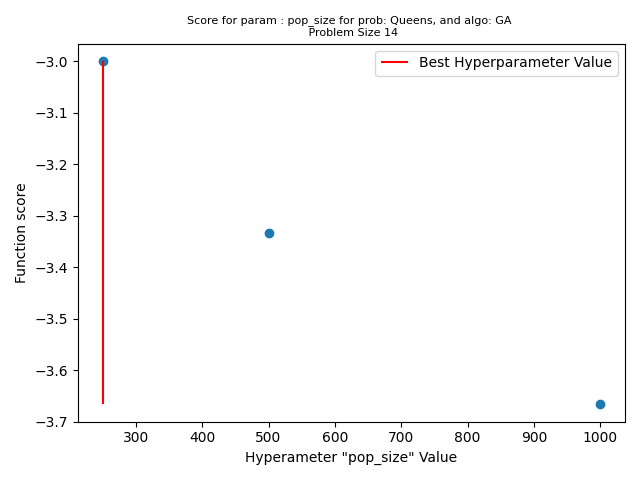 Score for param : pop_size for prob: Queens, and algo: GA
Problem Size 14
Best Hyperparameter Value
Function score
−3.0
−3.1
−3.2
−3.3
−3.4
−3.5
−3.6
−3.7
300 400 500 600 700 800 900 1000
Hyperameter "pop_size" Value